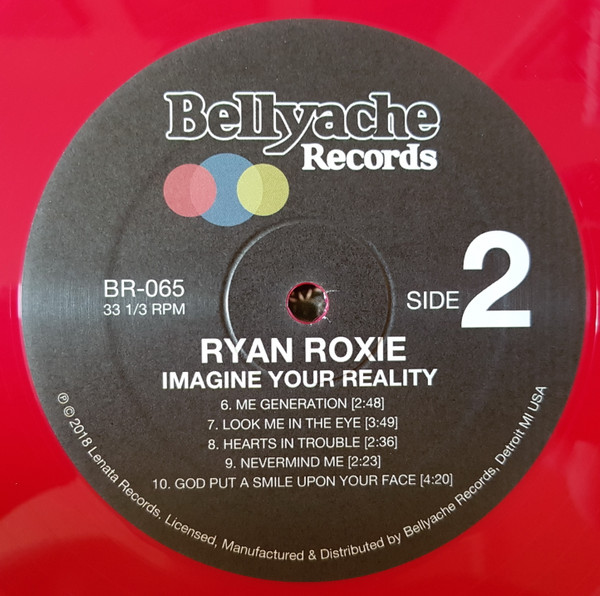 Bellyache
Records
BR-065
33 1/3 RPM
SIDE 2
RYAN ROXIE
IMAGINE YOUR REALITY
6. ME GENERATION [2:48]
7. LOOK ME IN THE EYE [3:49]
8. HEARTS IN TROUBLE [2:36]
9. NEVERMIND ME [2:23]
10. GOD PUT A SMILE UPON YOUR FACE [4:20]
℗ © 2018 Lenata Records, Licensed, Manufactured & Distributed by Bellyache Records, Detroit MI USA